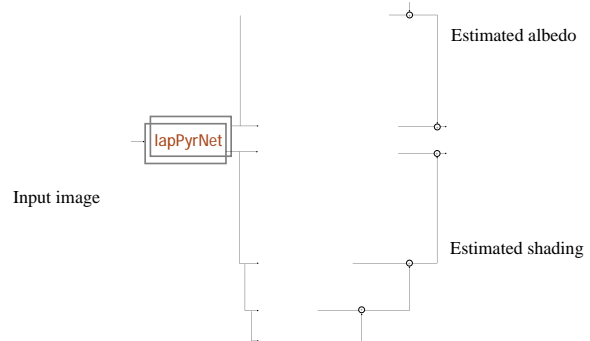 Estimated albedo
lapPyrNet
Input image
Estimated shading